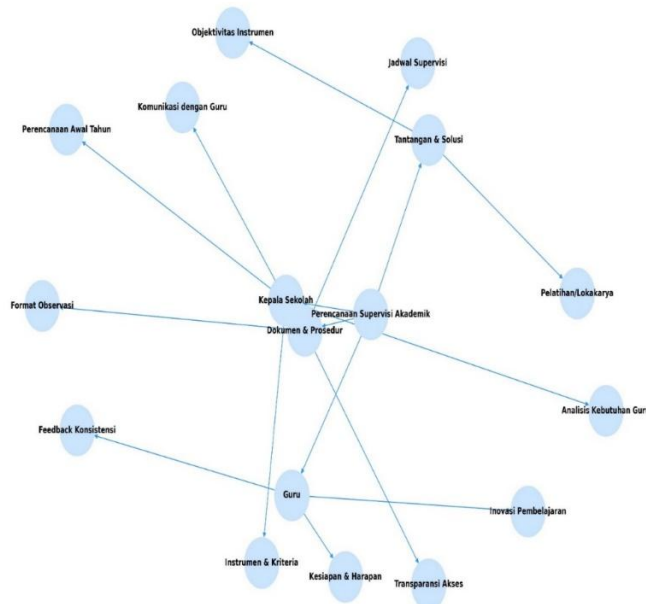 Objektivitas Instrumen
Jadwal Supervisi
Komunikasi dengan Guru
Perencanaan Awal Tahun
Tantangan & Solusi
Pelatihan/Lokakarya
Kepala Sekolah
Format Observasi
Perencanaan Supervisi Akademik
Dokumen & Prosedur
Analisis Kebutuhan Guru
Feedback Konsistensi
Guru
Inovasi Pembelajaran
Instrumen & Kriteria
Kesiapan & Harapan
Transparansi Akses